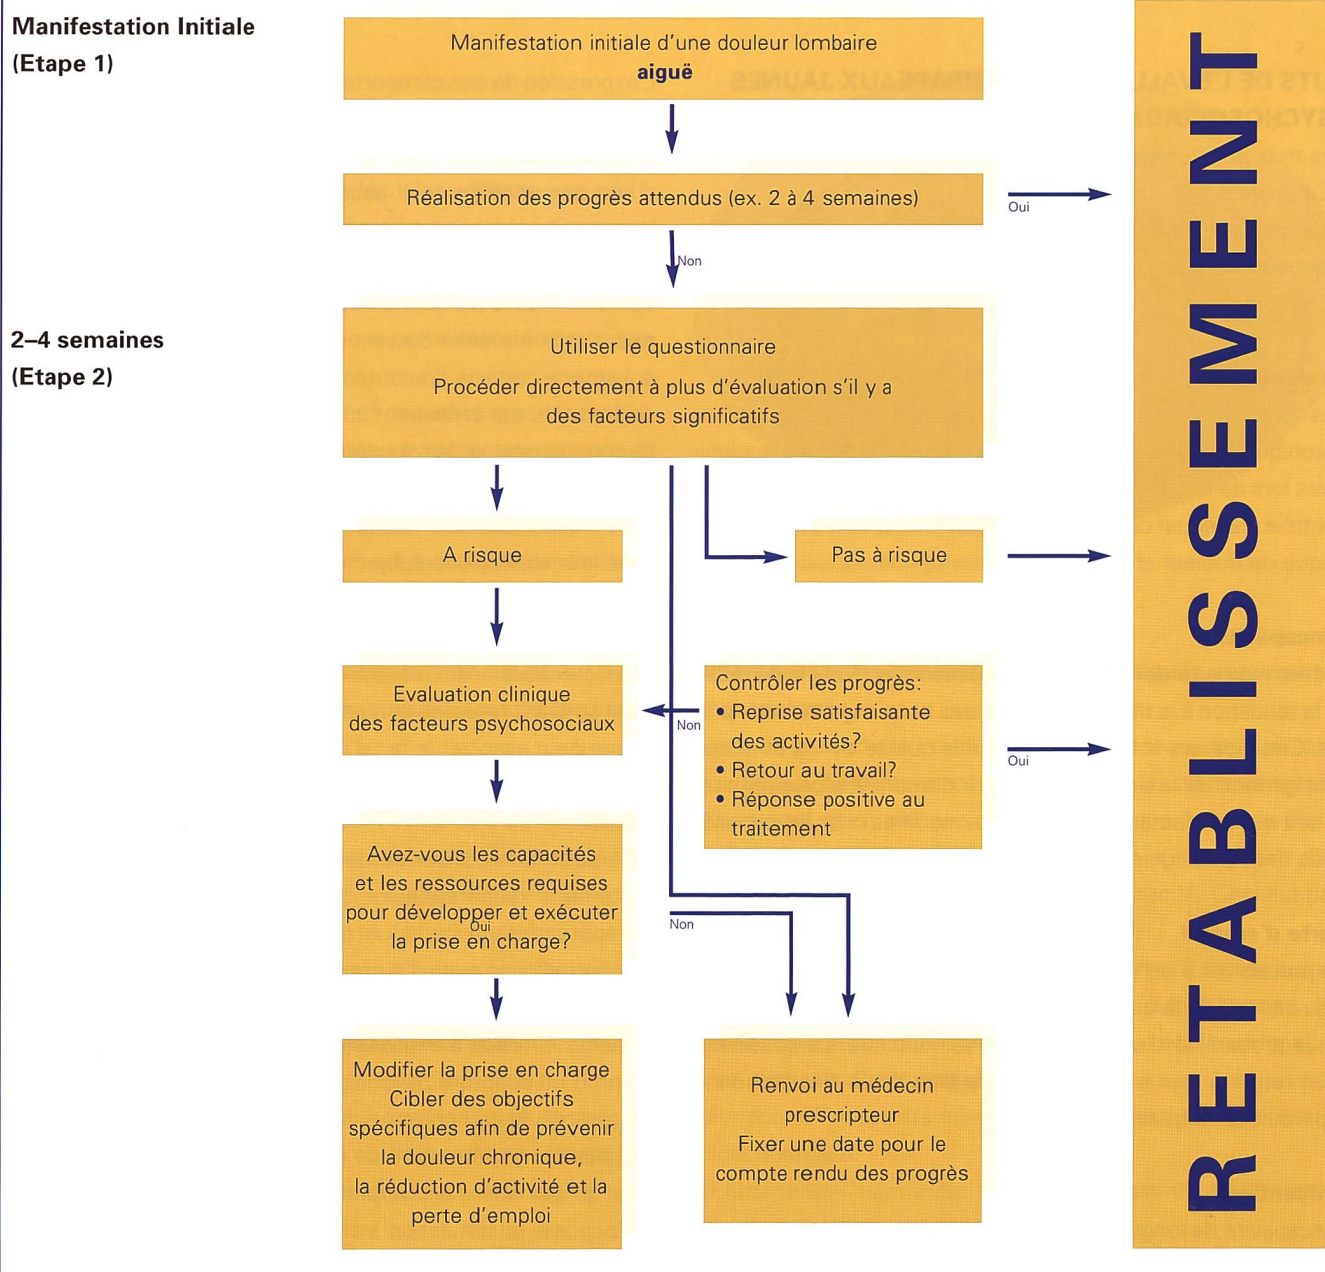 Manifestation Initiale
(Etape 1)
Manifestation initiale d'une douleur lombaire
aiguë
Réalisation des progrès attendus (ex. 2 à 4 semaines)
Oui
Non
2–4 semaines
(Etape 2)
Utiliser le questionnaire
Procéder directement à plus d'évaluation s'il y a
des facteurs significatifs
A risque
Pas à risque
Evaluation clinique
des facteurs psychosociaux
Non
Contrôler les progrès:
• Reprise satisfaisante
des activités?
• Retour au travail?
• Réponse positive au
traitement
Oui
Avez-vous les capacités
et les ressources requises
pour développer et exécuter
Oui
la prise en charge?
Non
Modifier la prise en charge
Cibler des objectifs
spécifiques afin de prévenir
la douleur chronique,
la réduction d'activité et la
perte d'emploi
Renvoi au médecin
prescripteur
Fixer une date pour le
compte rendu des progrès
RETABLISSEMENT